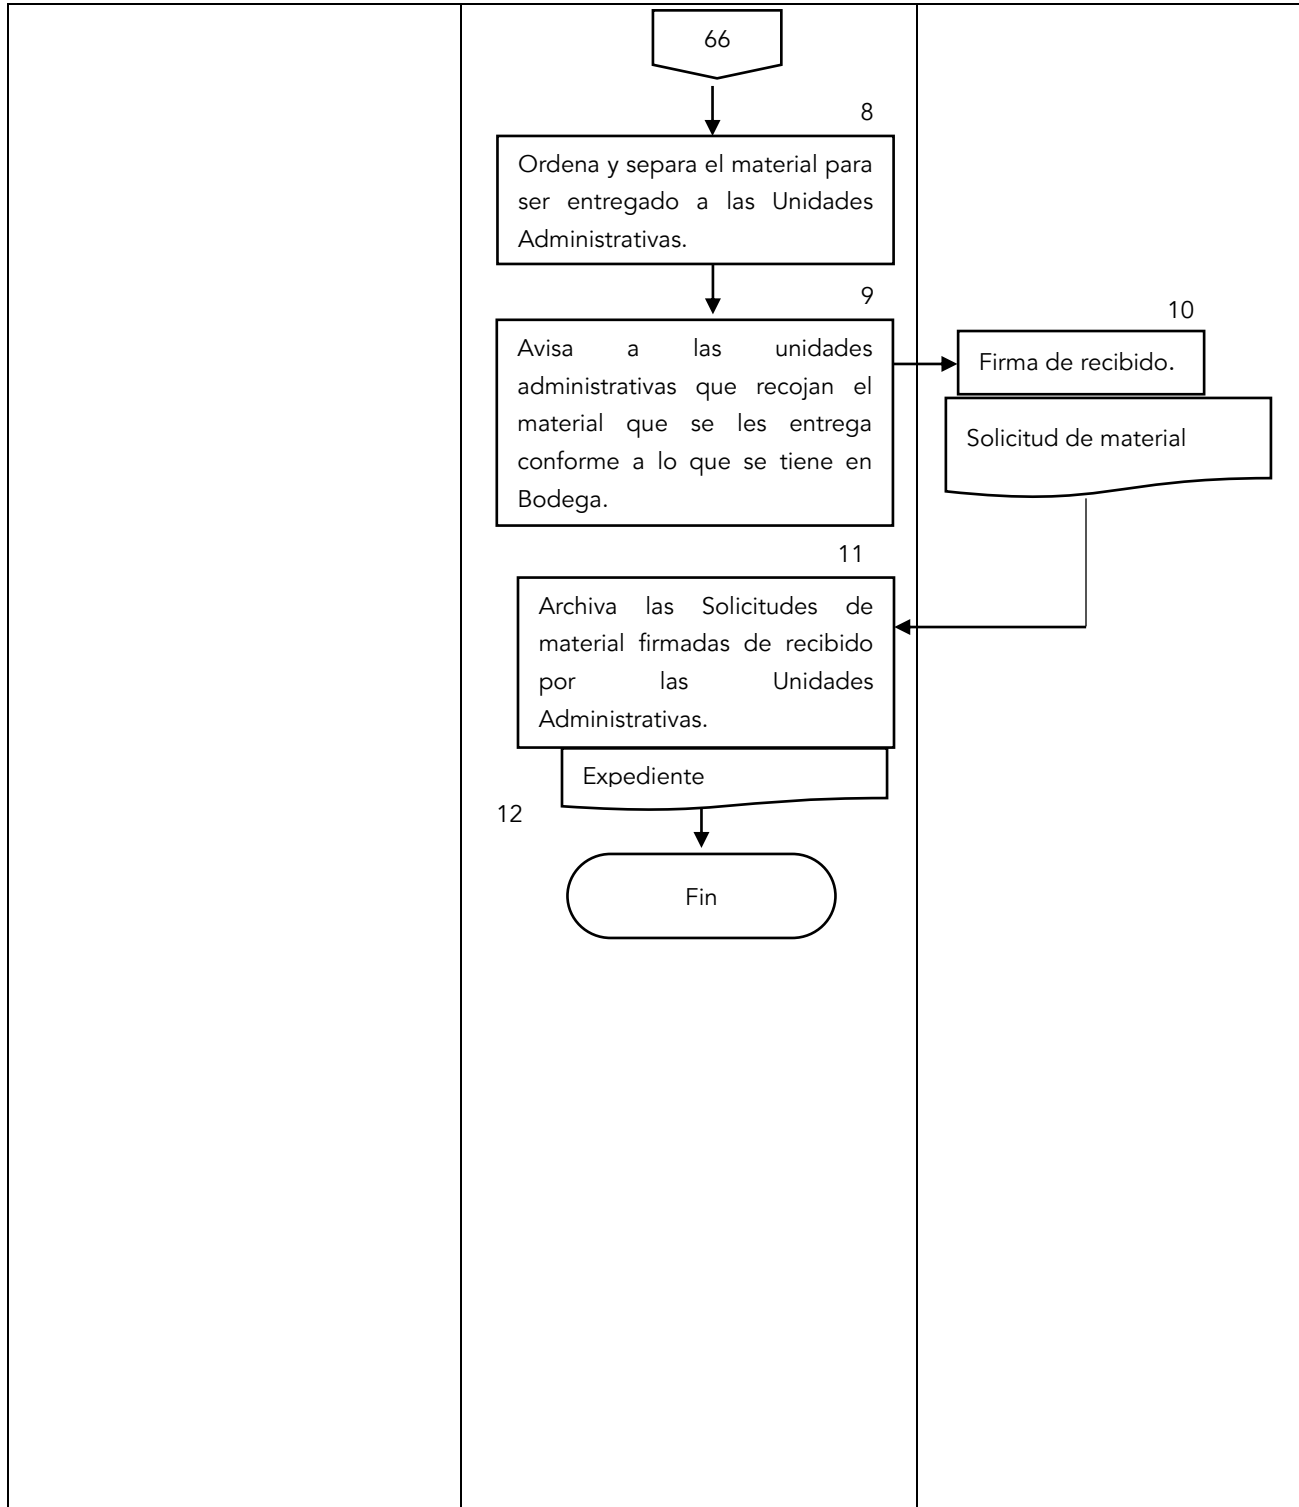 66
8
Ordena y separa el material para
ser entregado a las Unidades
Administrativas.
9
Avisa a las unidades
administrativas que recojan el
material que se les entrega
conforme a lo que se tiene en
Bodega.
10
Firma de recibido.
Solicitud de material
11
Archiva las Solicitudes de
material firmadas de recibido
por las Unidades
Administrativas.
Expediente
12
Fin